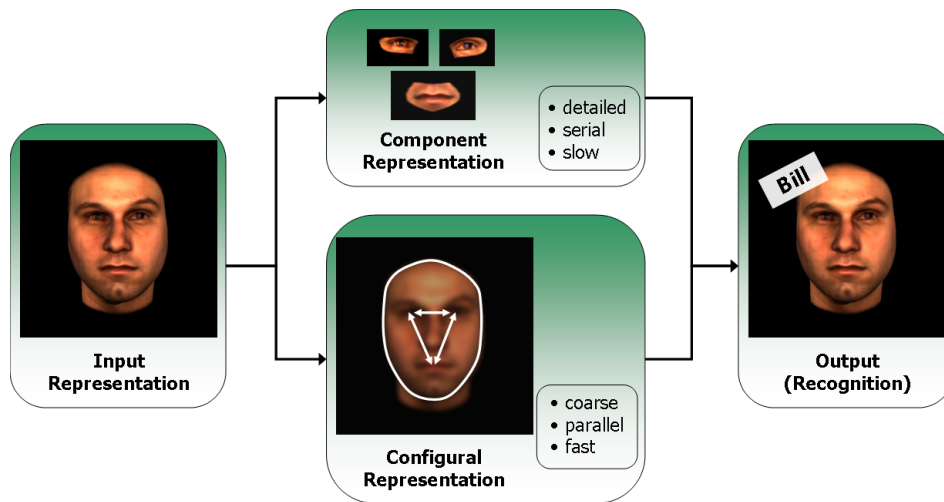 Input
Representation
Component
Representation
• detailed
• serial
• slow
Configural
Representation
• coarse
• parallel
• fast
Bill
Output
(Recognition)